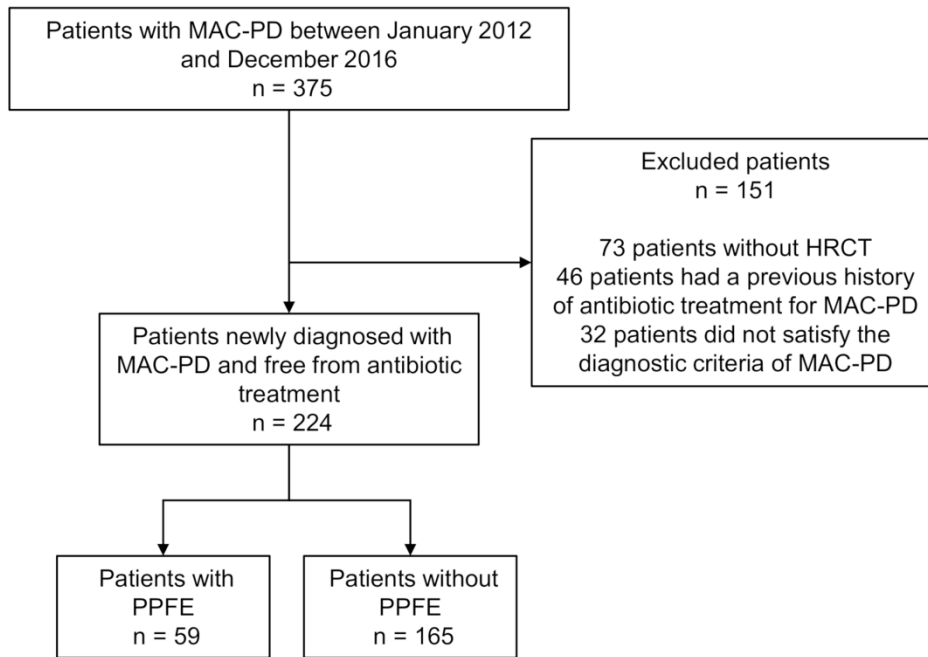 Patients with MAC-PD between January 2012
and December 2016
n = 375
Excluded patients
n = 151
73 patients without HRCT
46 patients had a previous history
of antibiotic treatment for MAC-PD
32 patients did not satisfy the
diagnostic criteria of MAC-PD
Patients newly diagnosed with
MAC-PD and free from antibiotic
treatment
n = 224
Patients with
PPFE
n = 59
Patients without
PPFE
n = 165